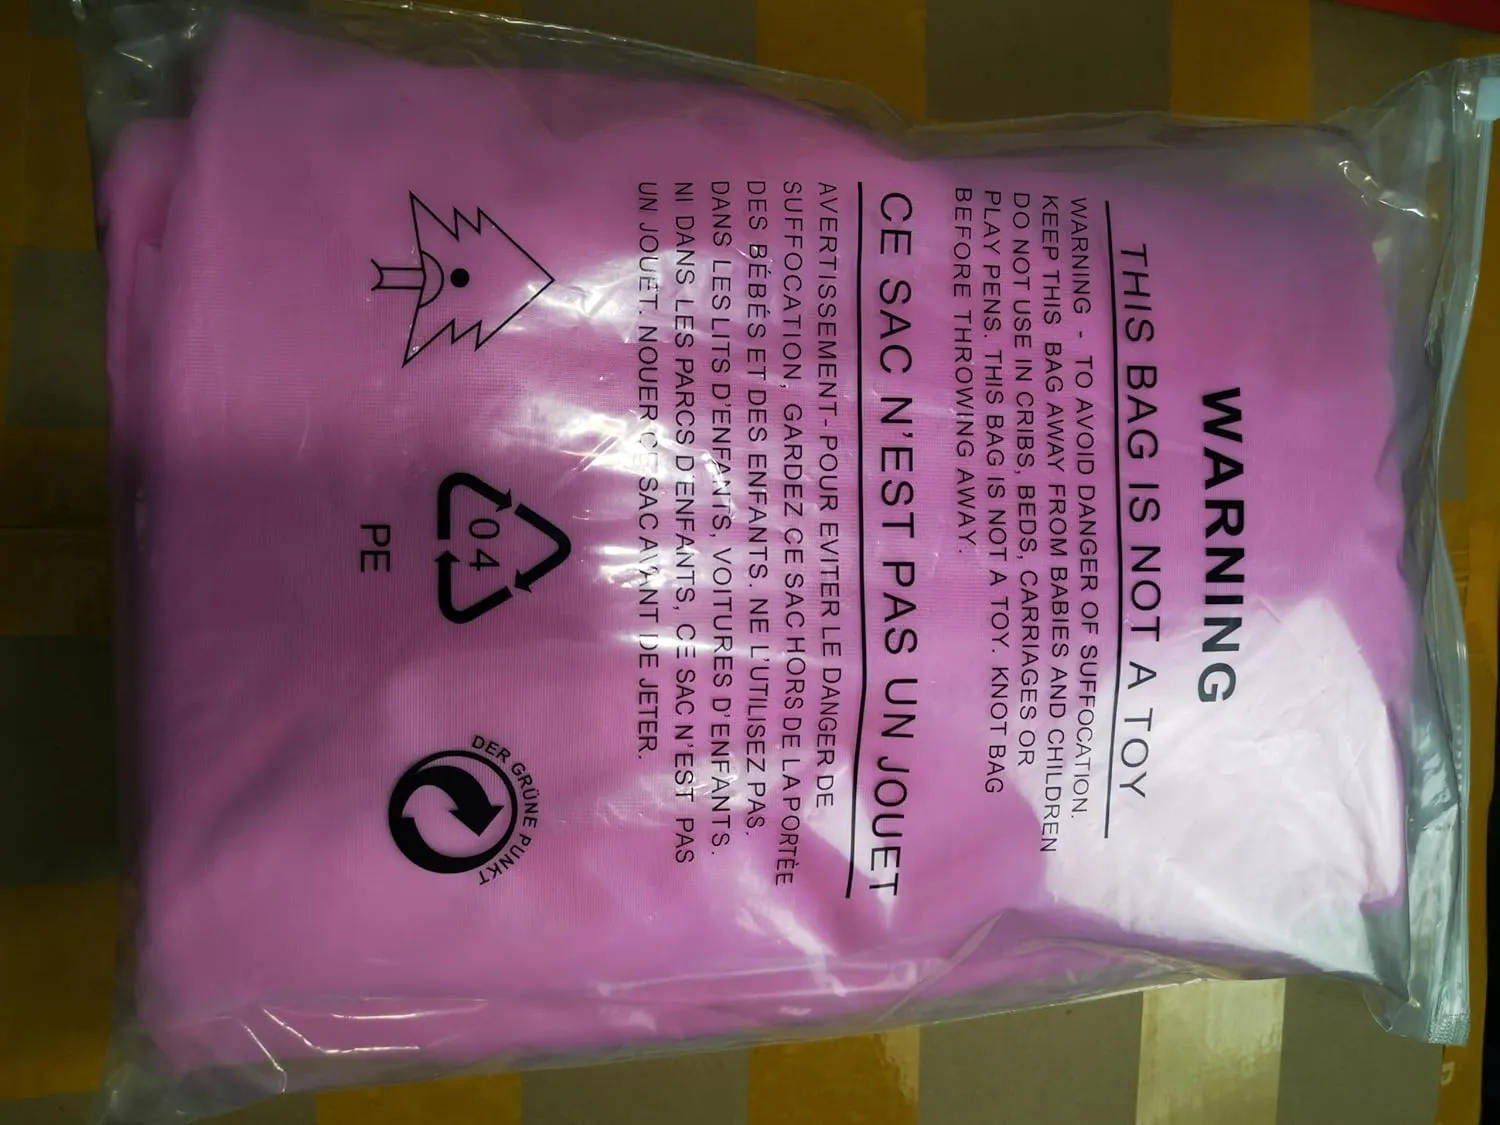 WARNING
THIS BAG IS NOT A TOY
WARNING - TO AVOID DANGER OF SUFFOCATION.
KEEP THIS BAG AWAY FROM BABIES AND CHILDREN
DO NOT USE IN CRIBS, BEDS, CARRIAGES OR
PLAY PENS. THIS BAG IS NOT A TOY. KNOT BAG
BEFORE THROWING AWAY.
CE SAC N'EST PAS UN JOUET
AVERTISSEMENT- POUR EVITER LE DANGER DE
SUFFOCATION, GARDEZ CE SAC HORS DE LA PORTÈE
DES BÉBÉS ET DES ENFANTS. NE L'UTILISEZ PAS.
DANS LES LITS D'ENFANTS, VOITURES D'ENFANTS.
NI DANS LES PARCS D'ENFANTS, CE SAC N'EST PAS
UN JOUET. NOUER CE SAC AVANT DE JETER.
04
PE
DER GRÜNE PUNKT